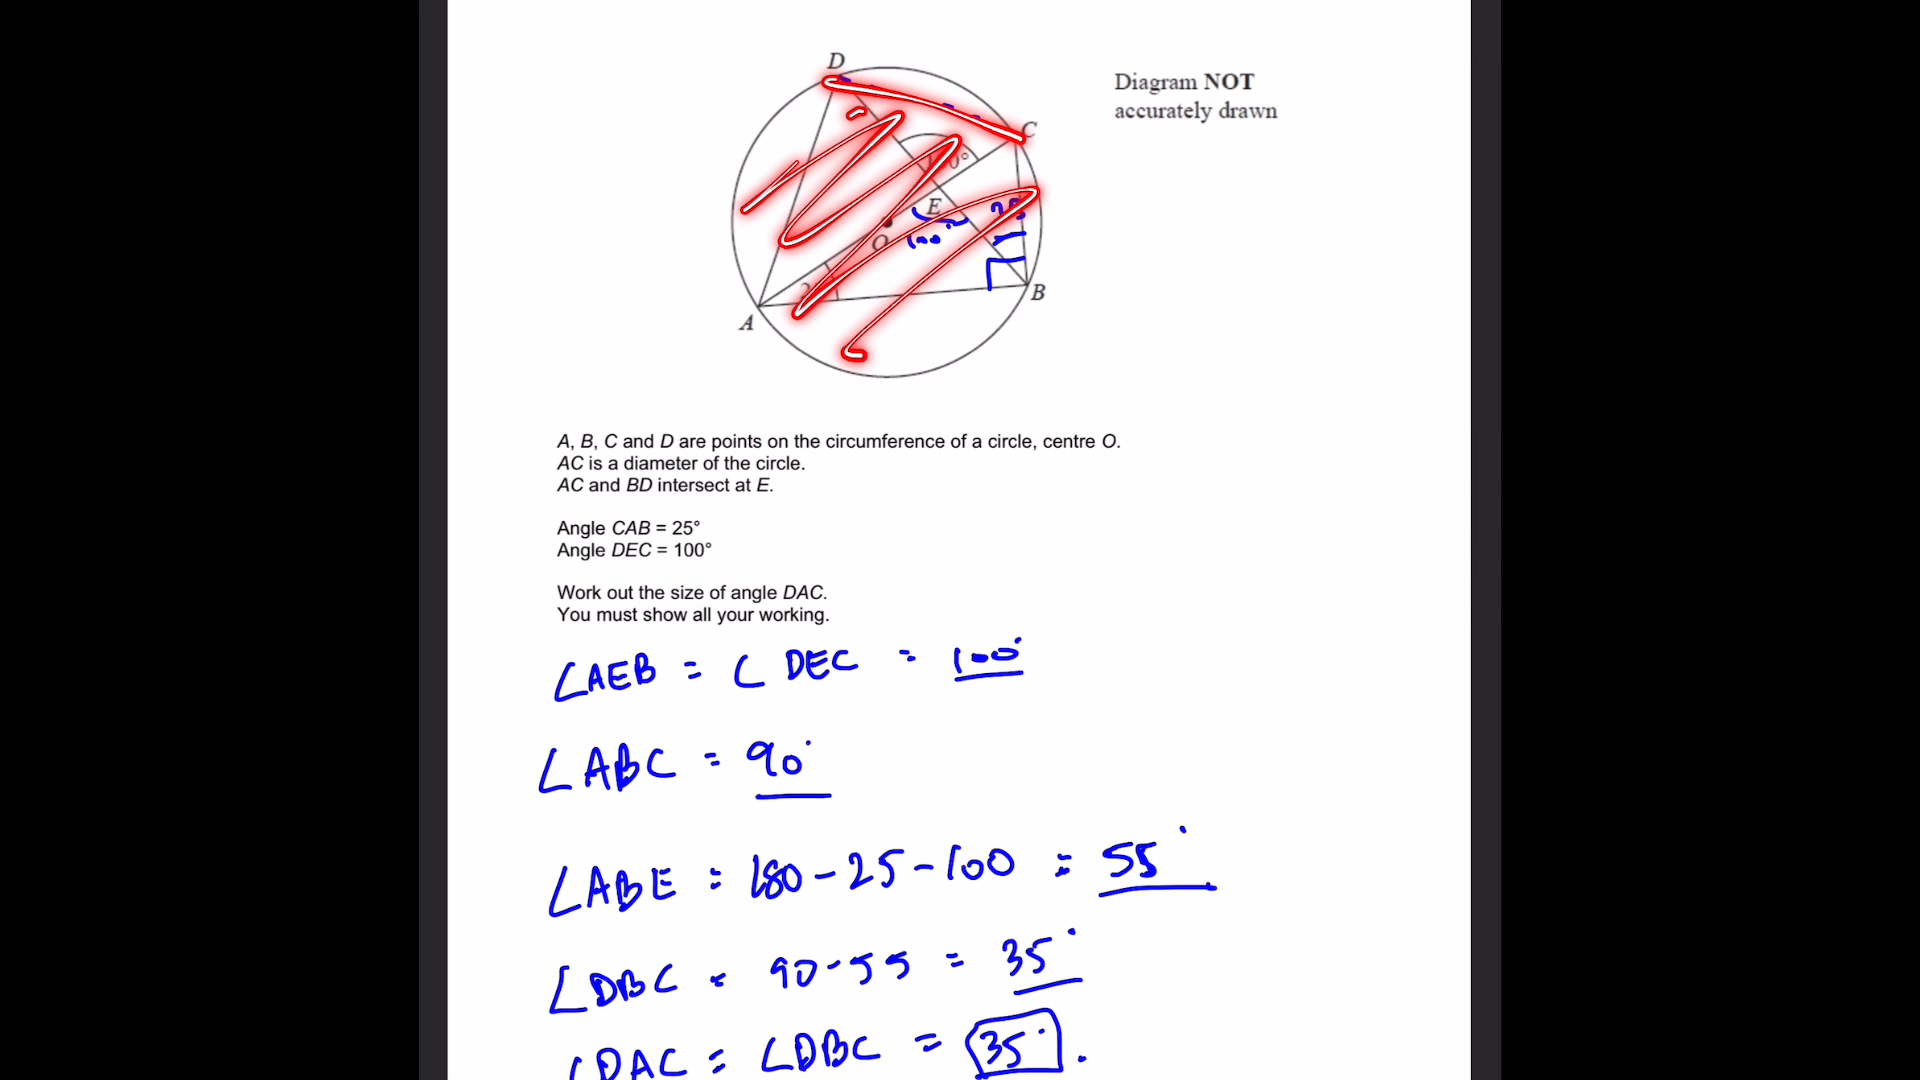 D
Diagram NOT
accurately drawn
C
E
O
100°
B
A
A, B, C and D are points on the circumference of a circle, centre O.
AC is a diameter of the circle.
AC and BD intersect at E.
Angle CAB = 25°
Angle DEC = 100°
Work out the size of angle DAC.
You must show all your working.
∠AEB = ∠DEC = 100°
∠ABC = 90°
∠ABE = 180-25-100 = 55°
∠DBC = 90-55 = 35°
∠DAC = ∠DBC = 35°.